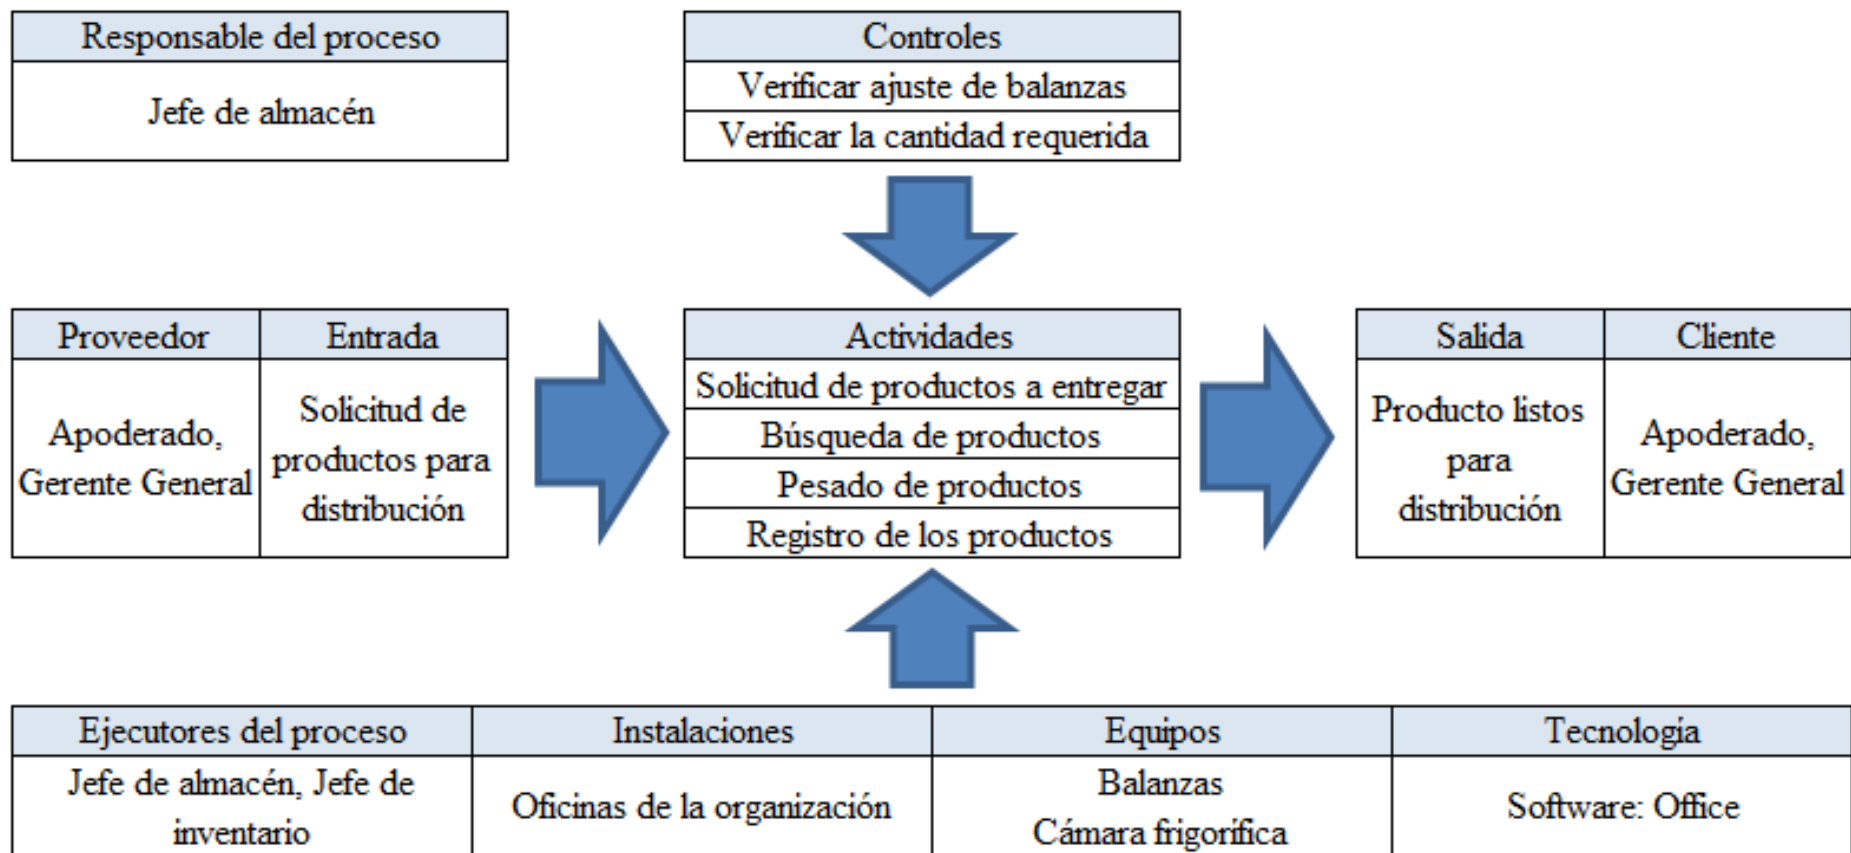 Responsable del proceso
Jefe de almacén
Controles
Verificar ajuste de balanzas
Verificar la cantidad requerida
Proveedor
Entrada
Apoderado,
Gerente General
Solicitud de
productos para
distribución
Actividades
Solicitud de productos a entregar
Búsqueda de productos
Pesado de productos
Registro de los productos
Salida
Cliente
Producto listos
para
distribución
Apoderado,
Gerente General
Ejecutores del proceso
Instalaciones
Equipos
Tecnología
Jefe de almacén, Jefe de
inventario
Oficinas de la organización
Balanzas
Cámara frigorífica
Software: Office